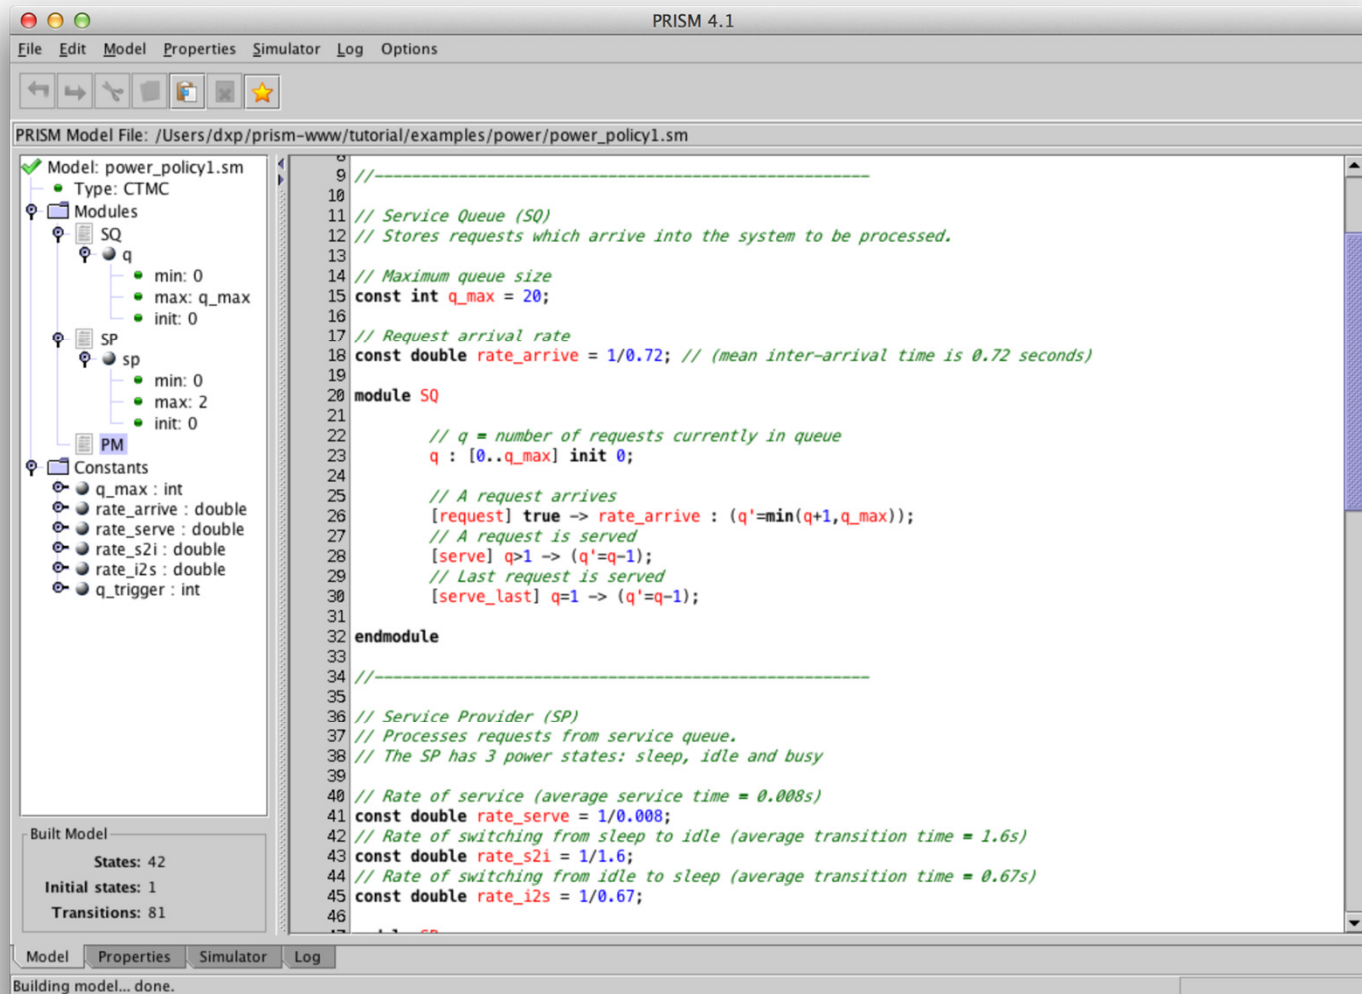 PRISM 4.1
File Edit Model Properties Simulator Log Options
PRISM Model File: /Users/dxp/prism-www/tutorial/examples/power/power_policy1.sm
Model: power_policy1.sm
Type: CTMC
Modules
SQ
q
min: 0
max: q_max
init: 0
SP
sp
min: 0
max: 2
init: 0
PM
Constants
q_max : int
rate_arrive : double
rate_serve : double
rate_s2i : double
rate_i2s : double
q_trigger : int
Built Model
States: 42
Initial states: 1
Transitions: 81
8
9 //-----------------------------------------------------
10
11 // Service Queue (SQ)
12 // Stores requests which arrive into the system to be processed.
13
14 // Maximum queue size
15 const int q_max = 20;
16
17 // Request arrival rate
18 const double rate_arrive = 1/0.72; // (mean inter-arrival time is 0.72 seconds)
19
20 module SQ
21
22 // q = number of requests currently in queue
23 q : [0..q_max] init 0;
24
25 // A request arrives
26 [request] true -> rate_arrive : (q'=min(q+1,q_max));
27 // A request is served
28 [serve] q>1 -> (q'=q-1);
29 // Last request is served
30 [serve_last] q=1 -> (q'=q-1);
31
32 endmodule
33
34 //-----------------------------------------------------
35
36 // Service Provider (SP)
37 // Processes requests from service queue.
38 // The SP has 3 power states: sleep, idle and busy
39
40 // Rate of service (average service time = 0.008s)
41 const double rate_serve = 1/0.008;
42 // Rate of switching from sleep to idle (average transition time = 1.6s)
43 const double rate_s2i = 1/1.6;
44 // Rate of switching from idle to sleep (average transition time = 0.67s)
45 const double rate_i2s = 1/0.67;
46
Model Properties Simulator Log
Building model... done.